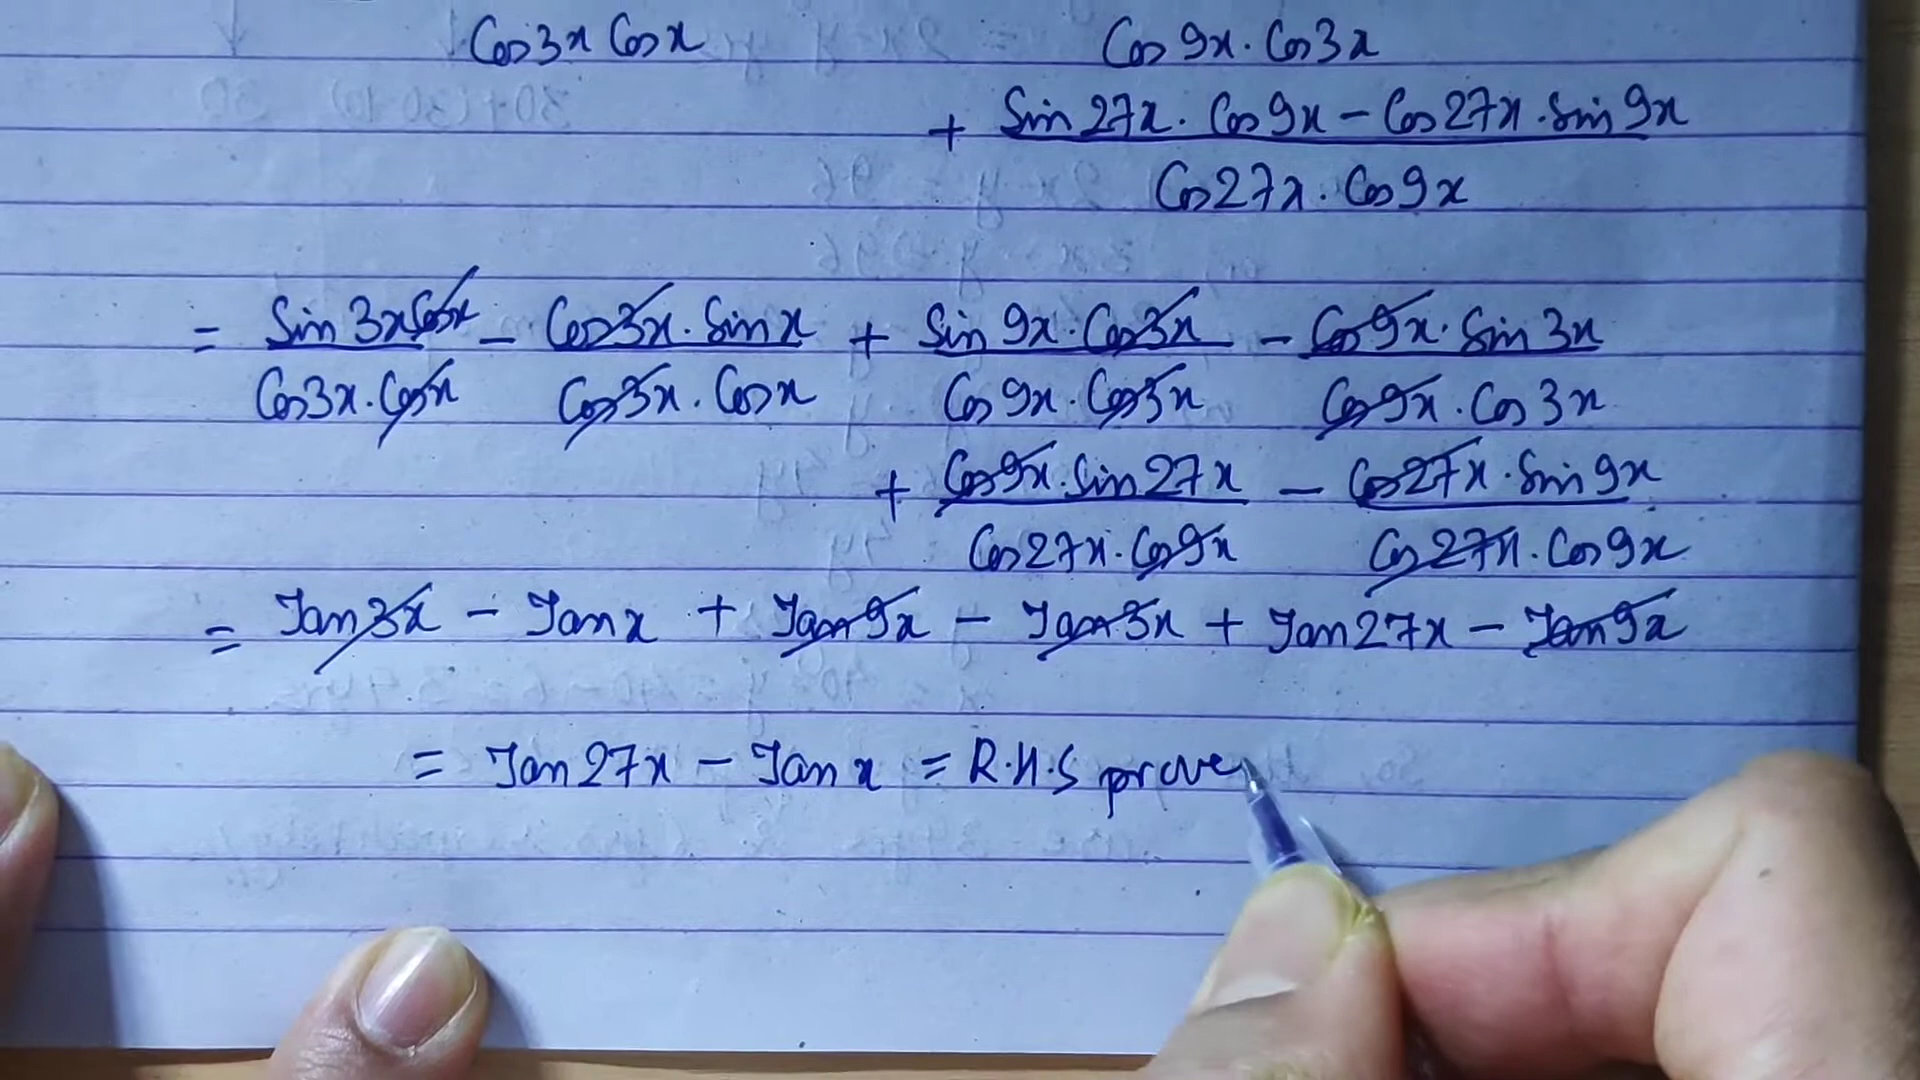 Cos3x Cosx Cos9x. Cos3x
+ Sin27x. Cos9x - Cos27x. Sin9x
Cos27x. Cos9x
= Sin3xCosx - Cos3x. Sinx + Sin9x. Cos3x - Cos9x. Sin3x
Cos3x. Cosx Cos3x. Cosx Cos9x. Cos3x Cos9x. Cos3x
+ Cos9x. Sin27x - Cos27x. Sin9x
Cos27x. Cos9x Cos27x. Cos9x
= Tan3x - Tanx + Tan9x - Tan3x + Tan27x - Tan9x
= Tan27x - Tanx = R.H.S prove